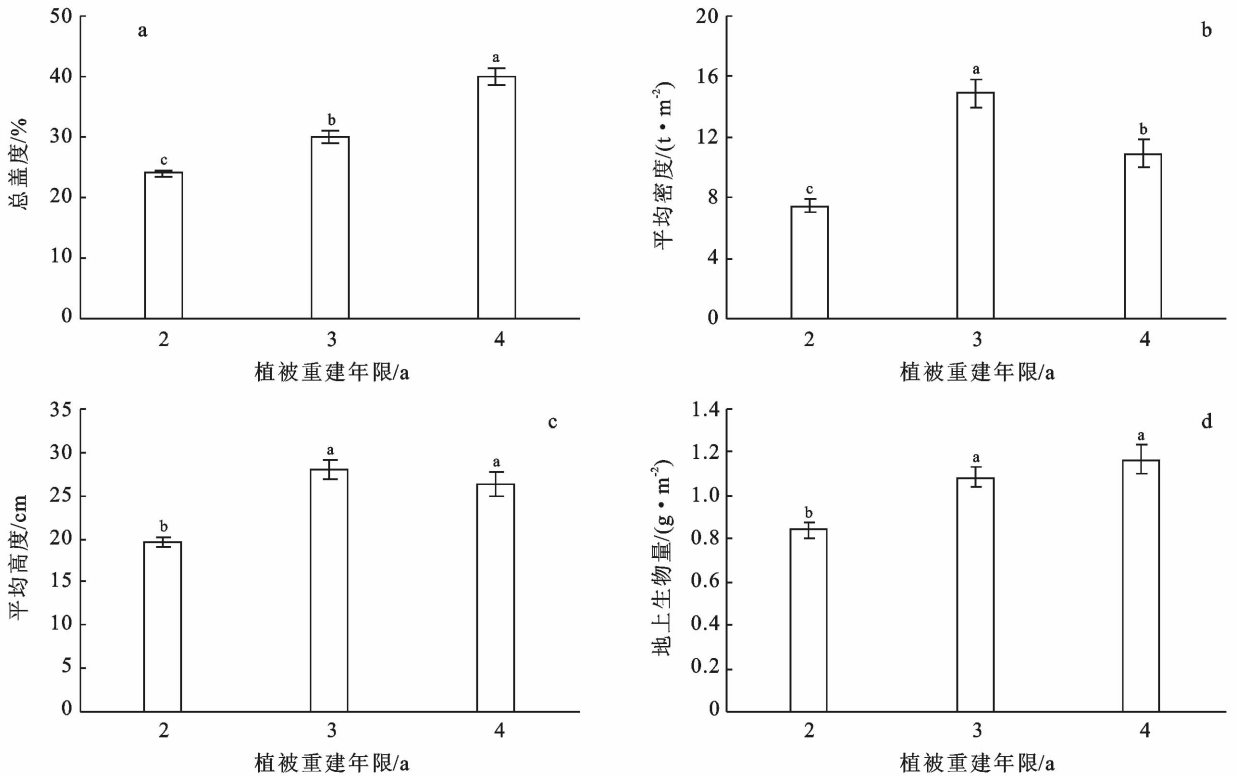 a
总盖度/%
50
40
30
20
10
0
c
b
a
2
3
4
植被重建年限/a
b
平均密度/(t·m⁻²)
20
16
12
8
4
0
c
a
b
2
3
4
植被重建年限/a
c
平均高度/cm
35
30
25
20
15
10
5
0
b
a
a
2
3
4
植被重建年限/a
d
地上生物量/(g·m⁻²)
1.4
1.2
1.0
0.8
0.6
0.4
0.2
0
b
a
a
2
3
4
植被重建年限/a